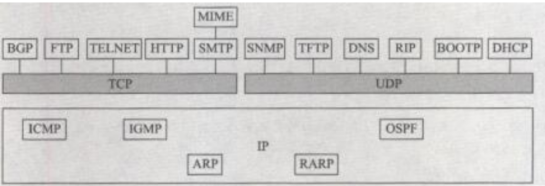 MIME
BGP FTP TELNET HTTP SMTP SNMP TFTP DNS RIP BOOTP DHCP
TCP UDP
ICMP IGMP OSPF
IP
ARP RARP